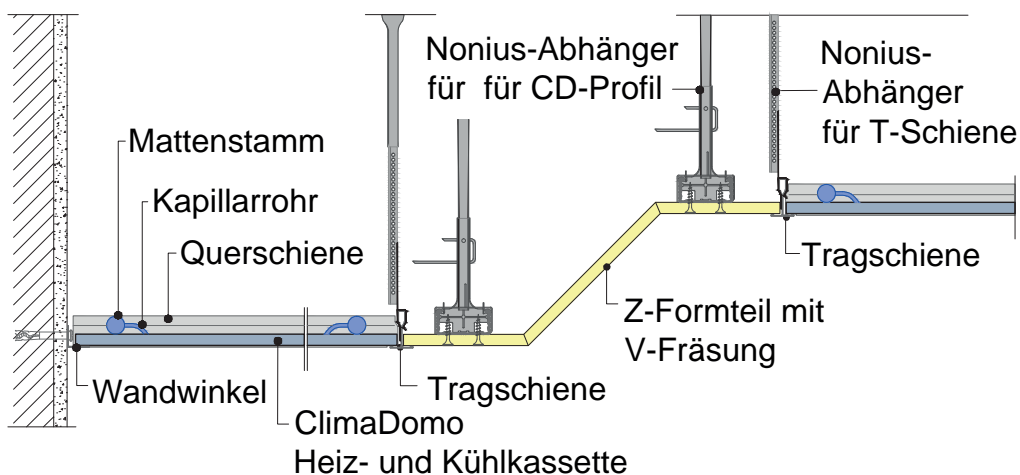 Nonius-Abhänger
für für CD-Profil
Nonius-
Abhänger
für T-Schiene
Mattenstamm
Kapillarrohr
Querschiene
Tragschiene
Z-Formteil mit
V-Fräsung
Wandwinkel
Tragschiene
ClimaDomo
Heiz- und Kühlkassette